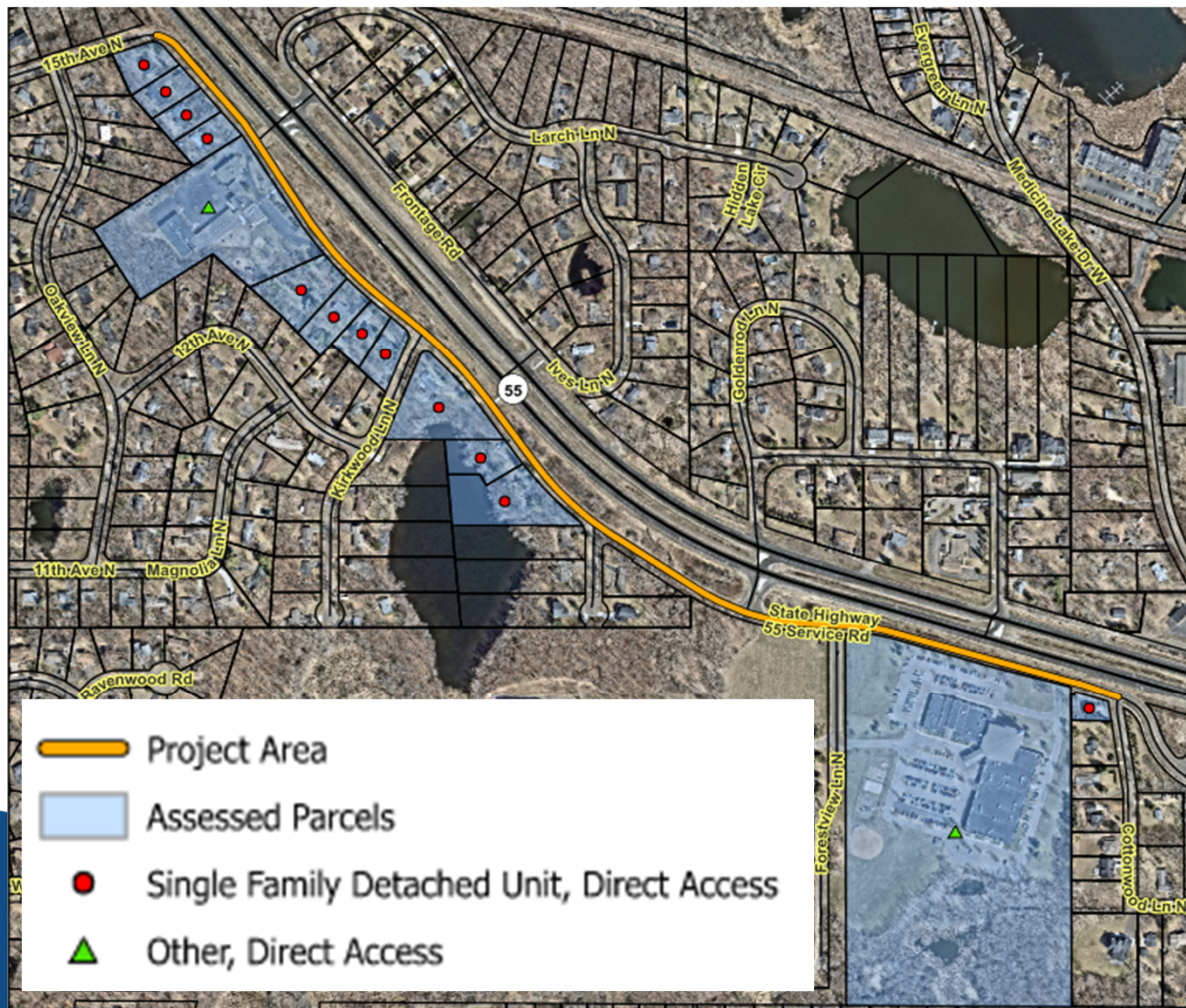 15th Ave N
Evergreen Ln N
Larch Ln N
Hidden
Lake Cir
Medicine Lake Dr W
Frontage Rd
Oakview Ln N
12th Ave N
Goldenrod Ln N
Ives Ln N
55
Kirkwood Ln N
11th Ave N
Magnolia Ln N
State Highway
55 Service Rd
Ravenwood Rd
Forestview Ln N
Cottonwood Ln N
Project Area
Assessed Parcels
Single Family Detached Unit, Direct Access
Other, Direct Access